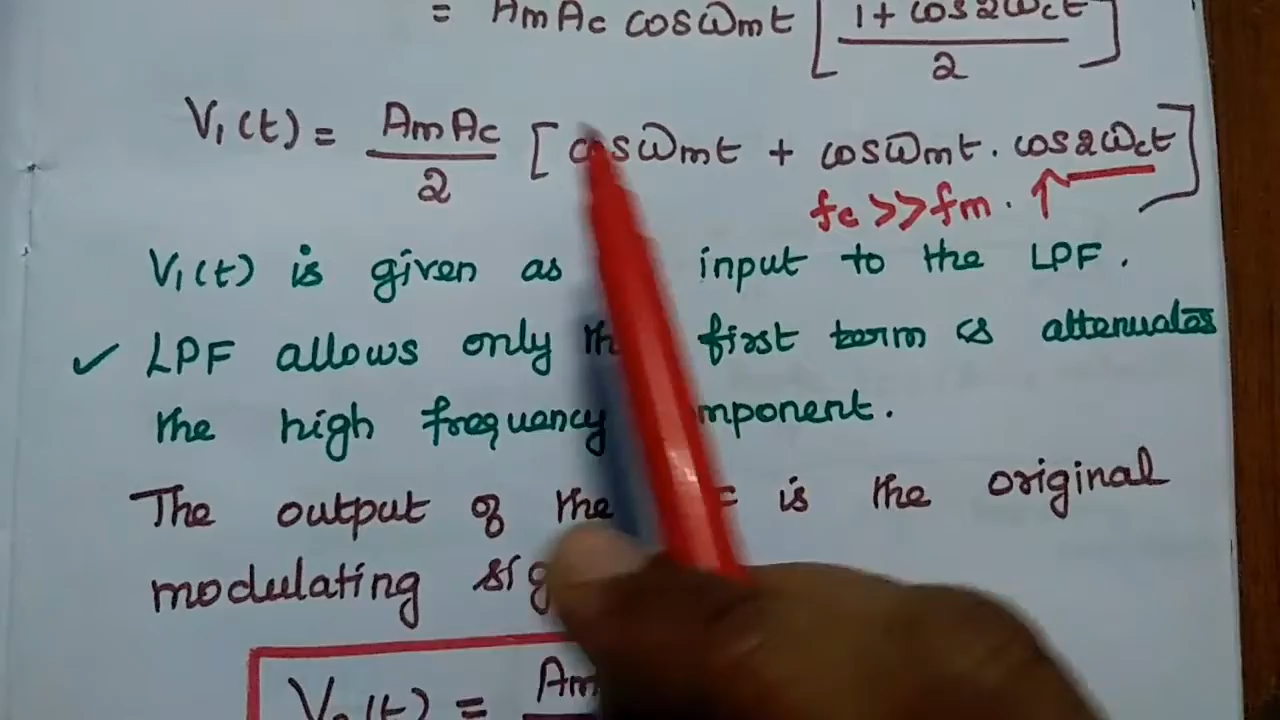 = AmAc cosωmt [ 1 + cos2ωct / 2 ]
V₁(t) = AmAc / 2 [ cosωmt + cosωmt . cos2ωct ]
fc >> fm . ↑
V₁(t) is given as input to the LPF .
✓ LPF allows only first term & attenuates
the high frequency
The output of the is the original
modulating
(t) = Am